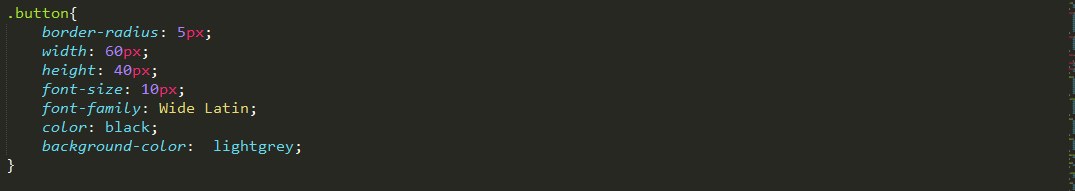 .button{
    border-radius: 5px;
    width: 60px;
    height: 40px;
    font-size: 10px;
    font-family: Wide Latin;
    color: black;
    background-color:  lightgrey;
}